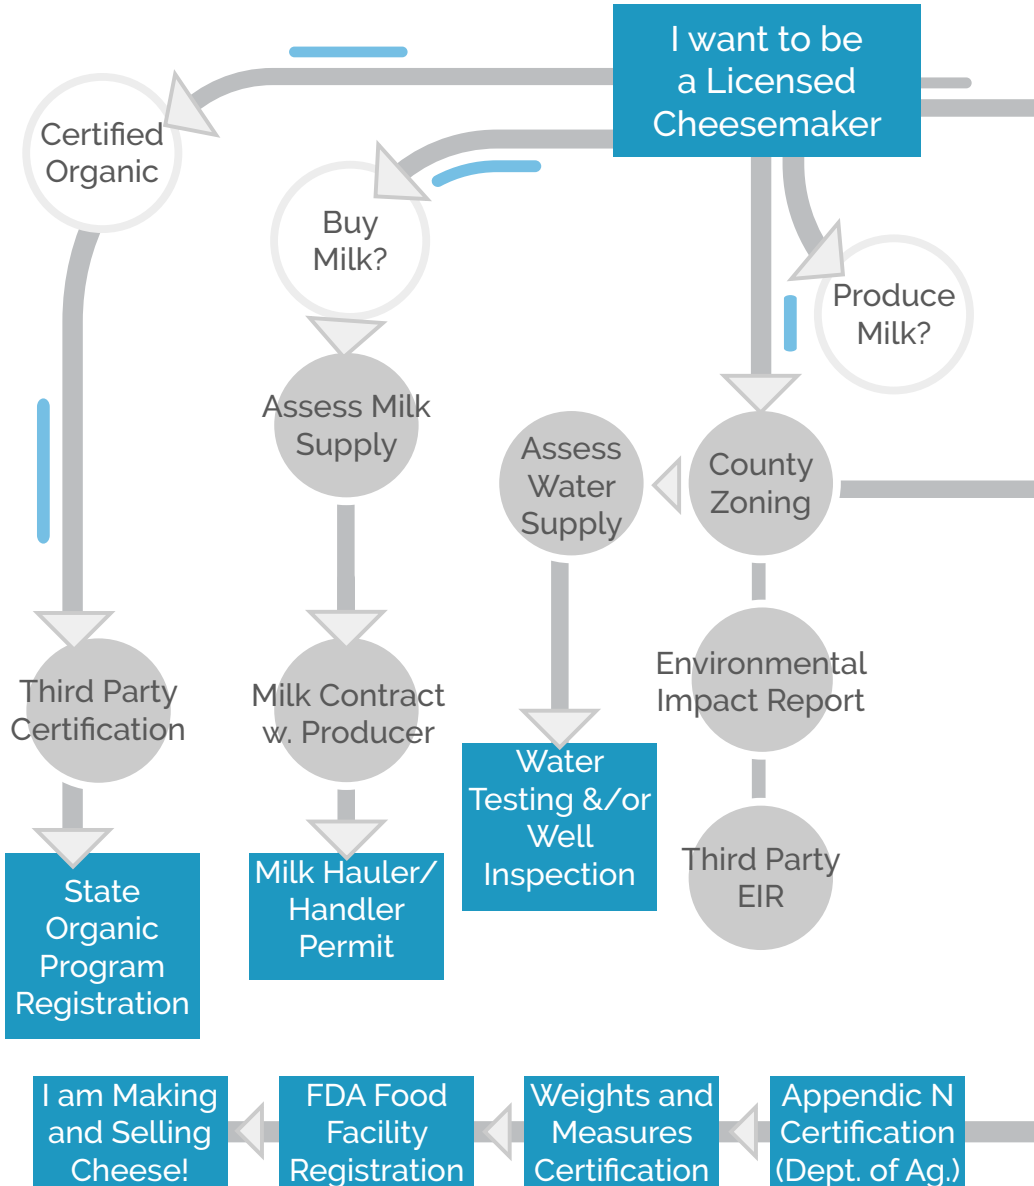 I want to be
a Licensed
Cheesemaker
Certified
Organic
Buy
Milk?
Produce
Milk?
Assess Milk
Supply
Assess
Water
Supply
County
Zoning
Third Party
Certification
Milk Contract
w. Producer
Environmental
Impact Report
Water
Testing &/or
Well
Inspection
Third Party
EIR
State
Organic
Program
Registration
Milk Hauler/
Handler
Permit
I am Making
and Selling
Cheese!
FDA Food
Facility
Registration
Weights and
Measures
Certification
Appendic N
Certification
(Dept. of Ag.)